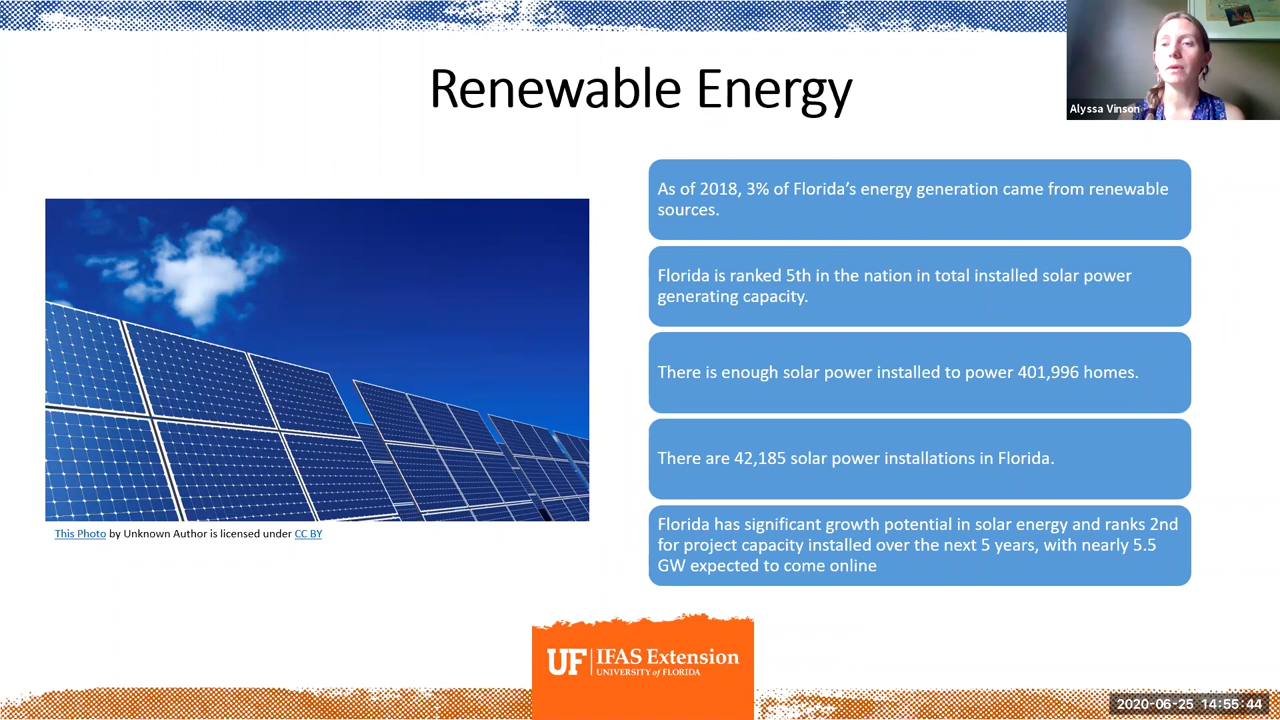 Renewable Energy
Alyssa Vinson
As of 2018, 3% of Florida’s energy generation came from renewable
sources.
Florida is ranked 5th in the nation in total installed solar power
generating capacity.
There is enough solar power installed to power 401,996 homes.
There are 42,185 solar power installations in Florida.
Florida has significant growth potential in solar energy and ranks 2nd
for project capacity installed over the next 5 years, with nearly 5.5
GW expected to come online
This Photo by Unknown Author is licensed under CC BY
UF IFAS Extension
UNIVERSITY of FLORIDA
2020-06-25 14:55:44